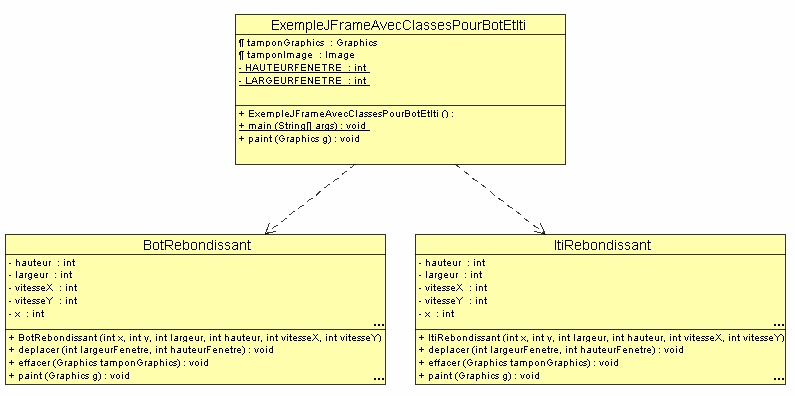 ExempleJFrameAvecClassesPourBotEtIti
¶ tamponGraphics : Graphics
¶ tamponImage : Image
- HAUTEURFENETRE : int
- LARGEURFENETRE : int
+ ExempleJFrameAvecClassesPourBotEtIti () :
+ main (String[] args) : void
+ paint (Graphics g) : void
BotRebondissant
- hauteur : int
- largeur : int
- vitesseX : int
- vitesseY : int
- x : int
...
+ BotRebondissant (int x, int y, int largeur, int hauteur, int vitesseX, int vitesseY)
+ deplacer (int largeurFenetre, int hauteurFenetre) : void
+ effacer (Graphics tamponGraphics) : void
+ paint (Graphics g) : void
...
ItiRebondissant
- hauteur : int
- largeur : int
- vitesseX : int
- vitesseY : int
- x : int
...
+ ItiRebondissant (int x, int y, int largeur, int hauteur, int vitesseX, int vitesseY)
+ deplacer (int largeurFenetre, int hauteurFenetre) : void
+ effacer (Graphics tamponGraphics) : void
+ paint (Graphics g) : void
...